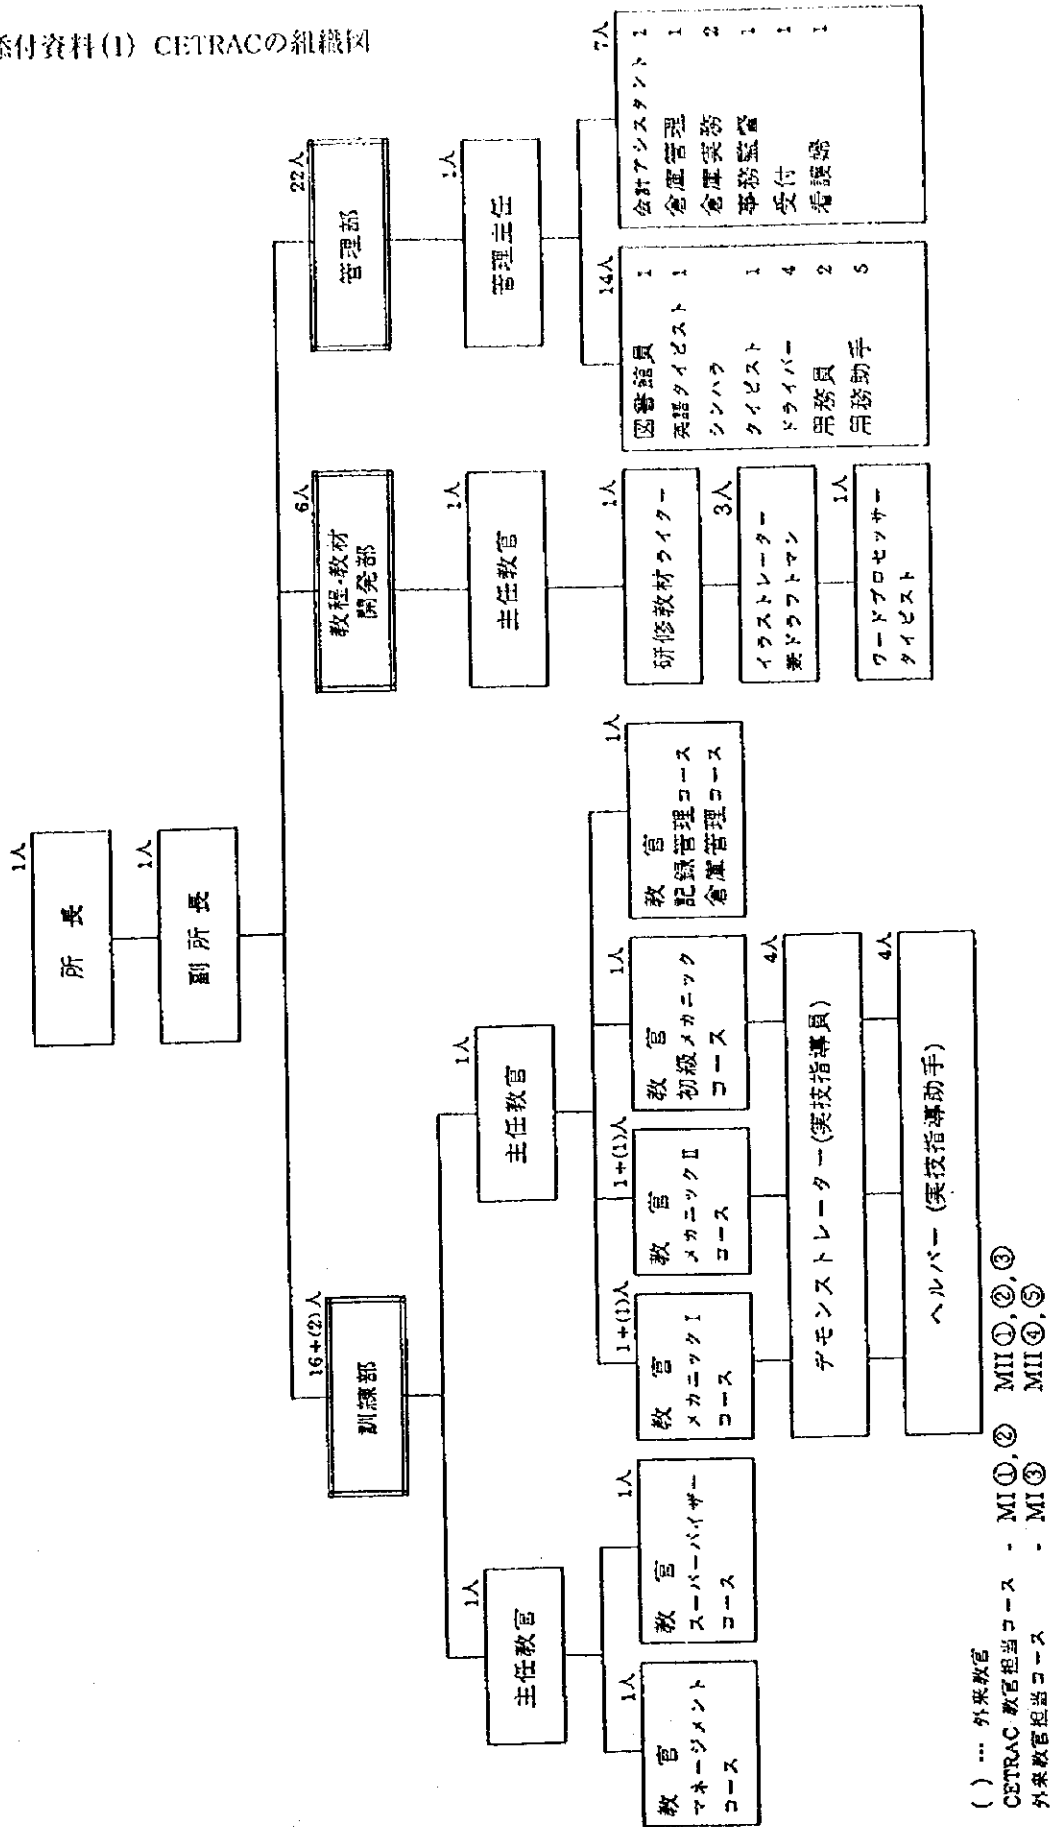 添付資料(1) CETRACの組織図
1人
所 長
1人
副 所 長
16+(2)人
訓練部
1人
主任教官
1人
教 官
マネージメント
コース
1人
教 官
スーパーバイザー
コース
1人
主任教官
1+(1)人
教 官
メカニックⅠ
コース
1+(1)人
教 官
メカニックⅡ
コース
1人
教 官
初級メカニック
コース
1人
教 官
記録管理コース
倉庫管理コース
4人
デモンストレーター(実技指導員)
4人
ヘルパー(実技指導助手)
6人
教程・教材
開発部
1人
主任教官
1人
研修教材ライター
3人
イラストレーター
兼ドラフトマン
1人
ワードプロセッサー
タイピスト
22人
管理部
1人
管理主任
14人
図書館員 1
英語タイピスト 1
シンハラ
タイピスト 1
ドライバー 4
用務員 2
用務助手 5
7人
会計アシスタント 1
倉庫管理 1
倉庫実務 2
事務監督 1
受付 1
看護婦 1
( ) … 外来教官
CETRAC 教官担当コース - MI①,② MII①,②,③
外来教官担当コース - MI③ MII④,⑤